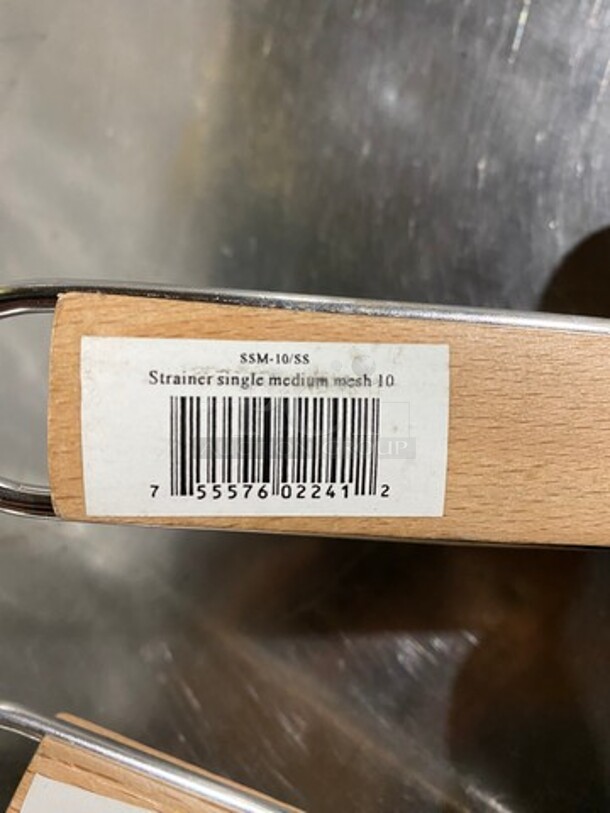 SSM-10/SS
Strainer single medium mesh 10
7 55576 02241 2